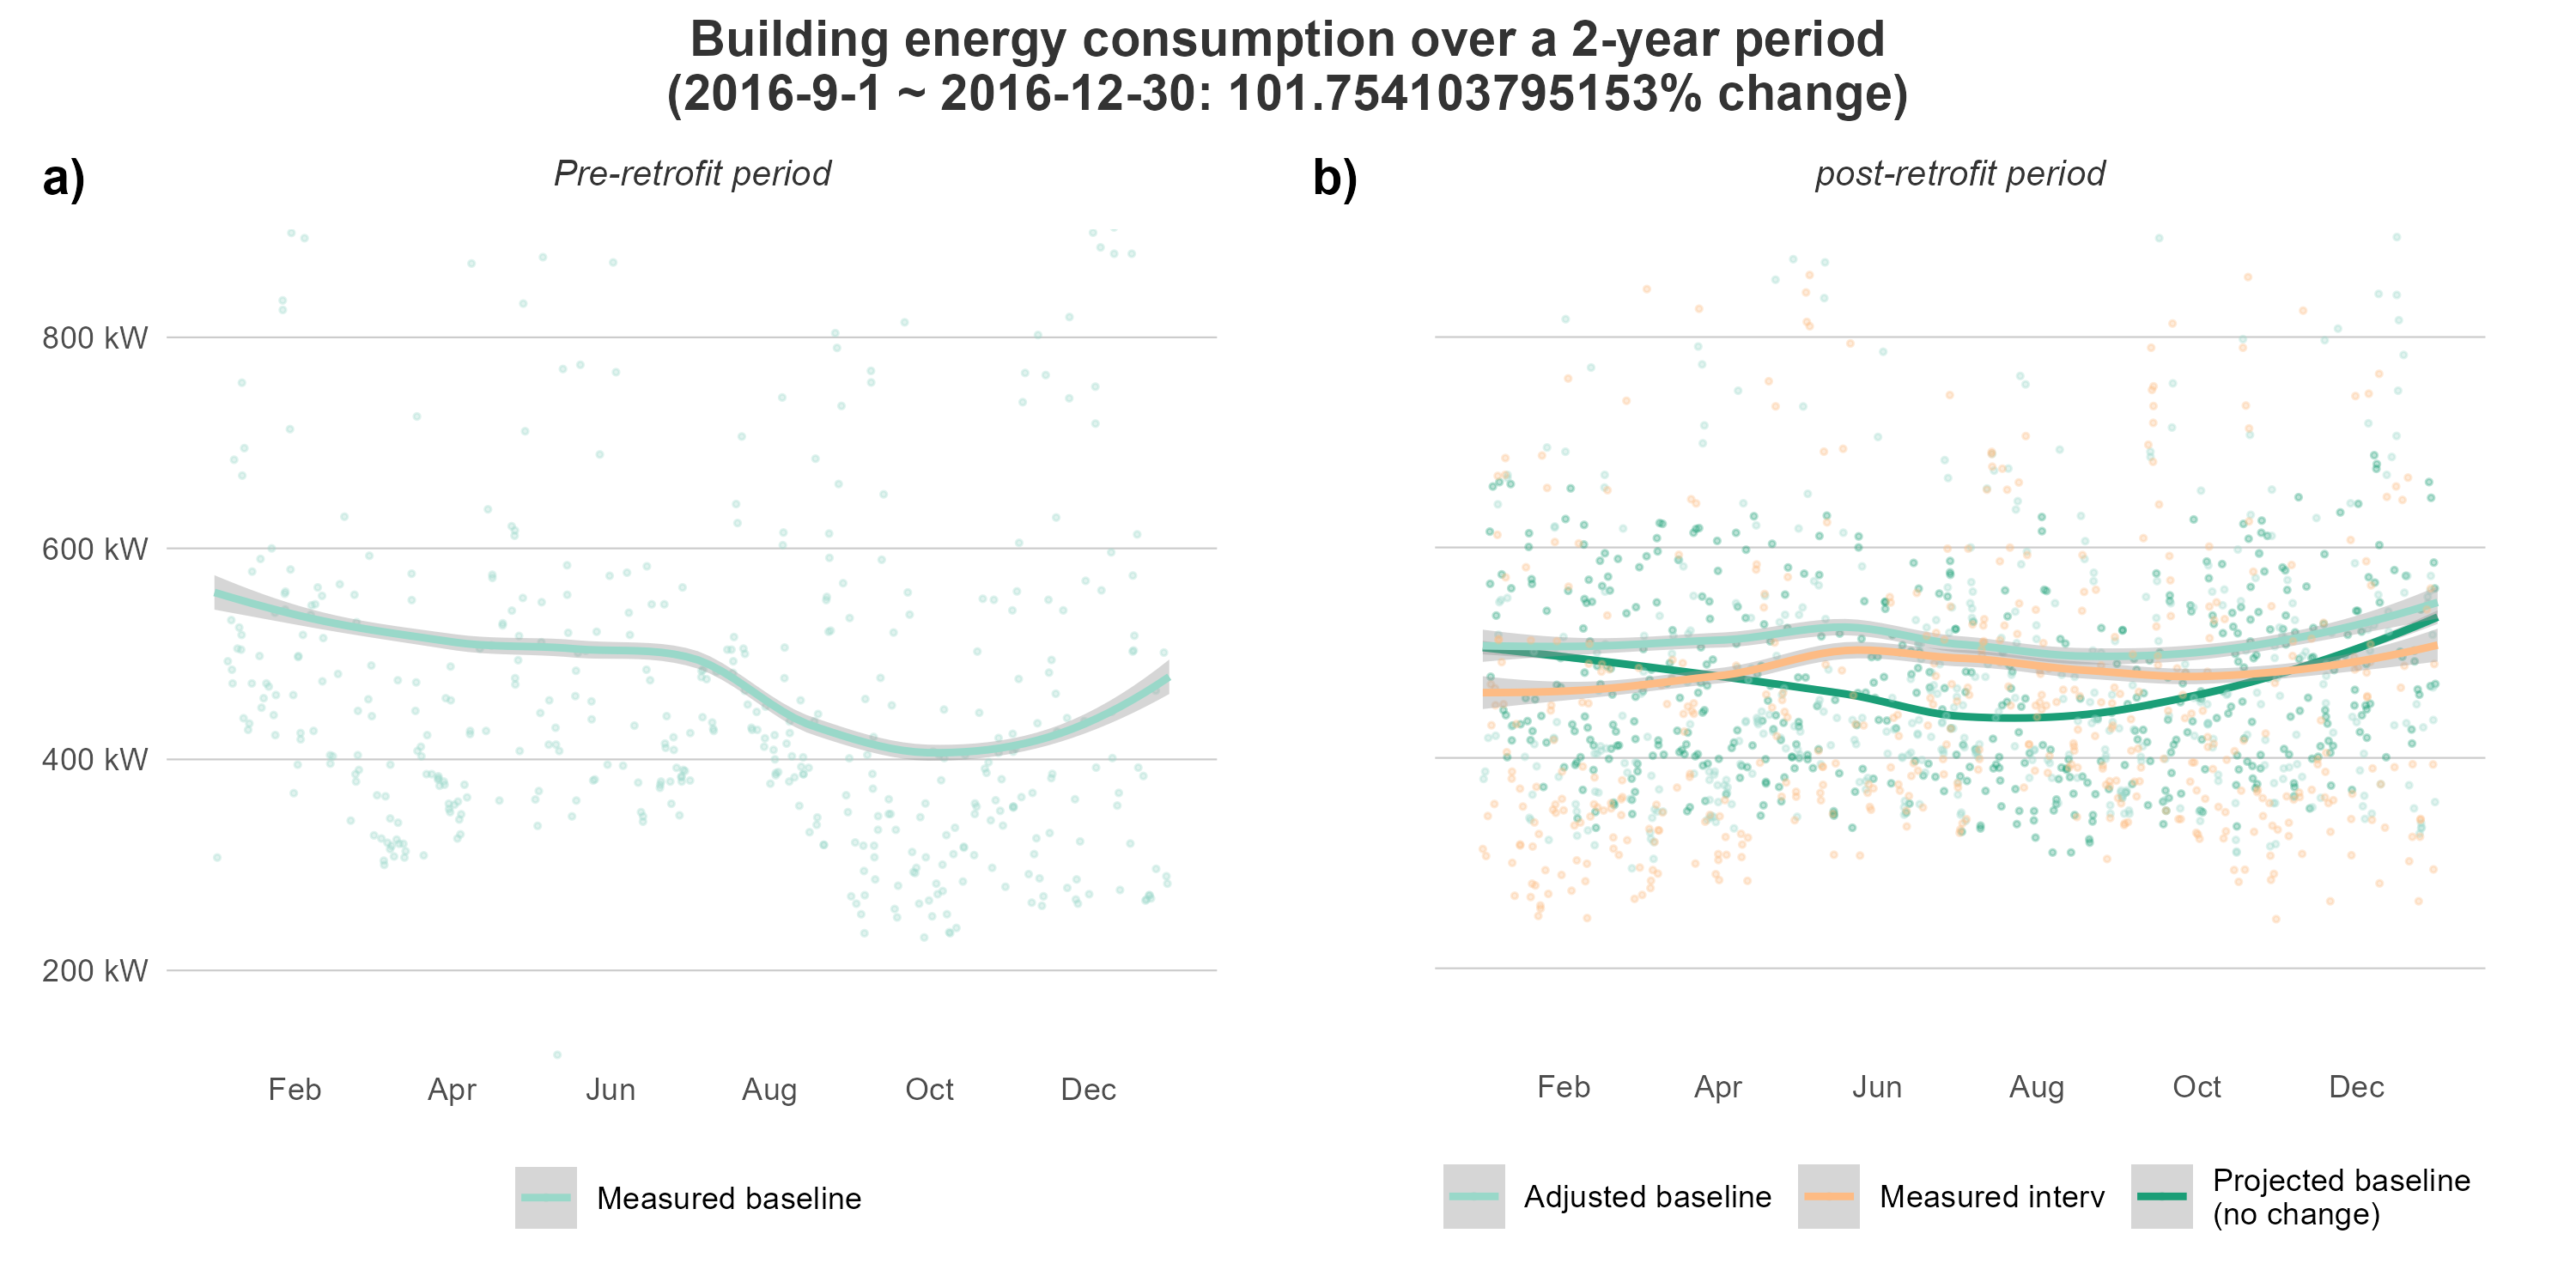 Building energy consumption over a 2-year period
(2016-9-1 ~ 2016-12-30: 101.754103795153% change)
a)
Pre-retrofit period
800 kW
600 kW
400 kW
200 kW
Feb Apr Jun Aug Oct Dec
Measured baseline
b)
post-retrofit period
Feb Apr Jun Aug Oct Dec
Adjusted baseline
Measured interv
Projected baseline
(no change)